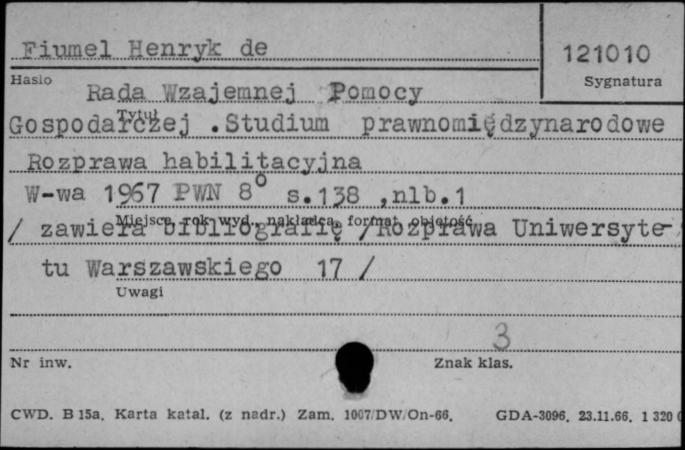 Fiumel Henryk de
121010
Hasło
Sygnatura
Rada Wzajemnej Pomocy
Tytuł
Gospodarczej .Studium prawnomiędzynarodowe
Rozprawa habilitacyjna
W-wa 1967 PWN 8° s.138 ,nlb.1
Miejsce, rok wyd., nakładca, format, objętość
/ zawiera bibliografię /Rozprawa Uniwersyte-
tu Warszawskiego 17 /
Uwagi
3
Nr inw.
Znak klas.
CWD. B 15a. Karta katal. (z nadr.) Zam. 1007/DW/On-66. GDA-3096. 23.11.66. 1 320